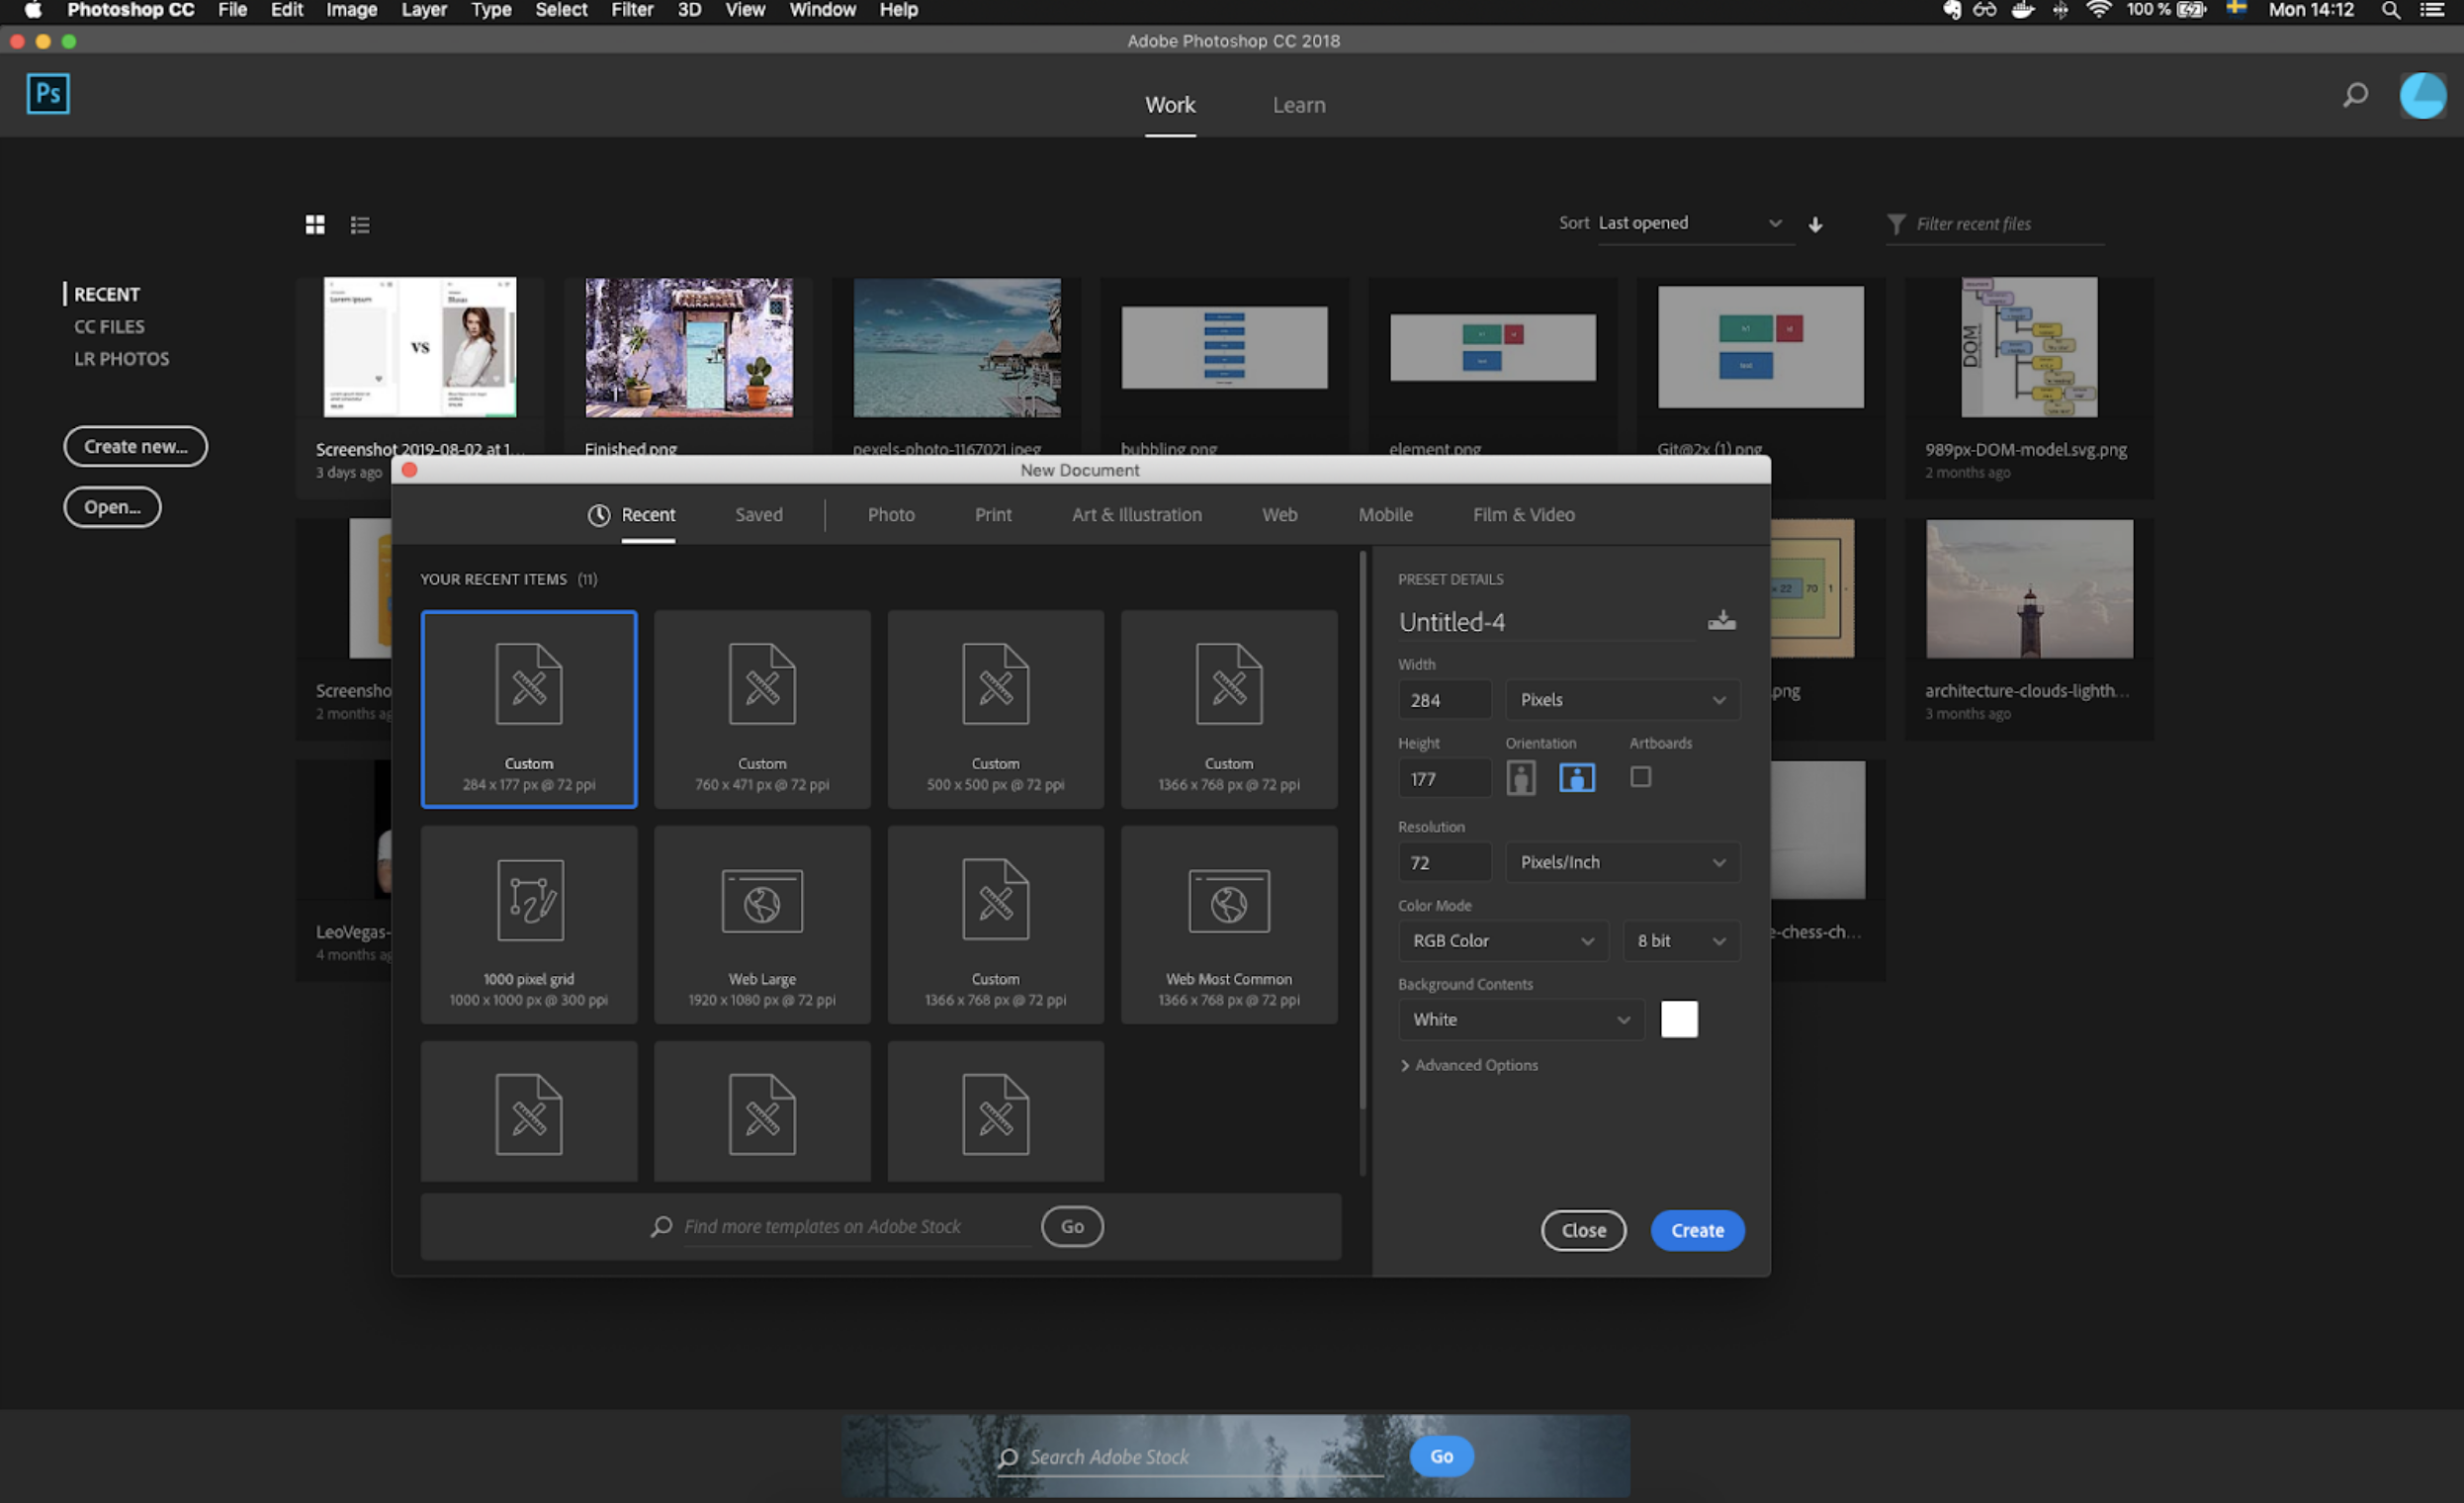 Photoshop CC File Edit Image Layer Type Select Filter 3D View Window Help 100 % Mon 14:12
Adobe Photoshop CC 2018
Ps
Work Learn
Sort Last opened Filter recent files
RECENT
CC FILES
LR PHOTOS
Create new...
Open...
Lorem Ipsum
VS
DOM
h1
text
Screenshot 2019-08-02 at 1...
3 days ago
Finished.png
pexels-photo-1167021.jpeg
bubbling.png
element.png
Git@2x (1).png
989px-DOM-model.svg.png
2 months ago
New Document
Recent Saved Photo Print Art & Illustration Web Mobile Film & Video
YOUR RECENT ITEMS (11)
Custom
284 x 177 px @ 72 ppi
Custom
760 x 471 px @ 72 ppi
Custom
500 x 500 px @ 72 ppi
Custom
1366 x 768 px @ 72 ppi
1000 pixel grid
1000 x 1000 px @ 300 ppi
Web Large
1920 x 1080 px @ 72 ppi
Custom
1366 x 768 px @ 72 ppi
Web Most Common
1366 x 768 px @ 72 ppi
Find more templates on Adobe Stock Go
PRESET DETAILS
Untitled-4
Width
284 Pixels
Height Orientation Artboards
177
Resolution
72 Pixels/Inch
Color Mode
RGB Color 8 bit
Background Contents
White
Advanced Options
Close Create
Screensho
2 months ag
LeoVegas-
4 months ag
x 22 70 1 -
.png
architecture-clouds-lighth...
3 months ago
e-chess-ch...
Search Adobe Stock Go